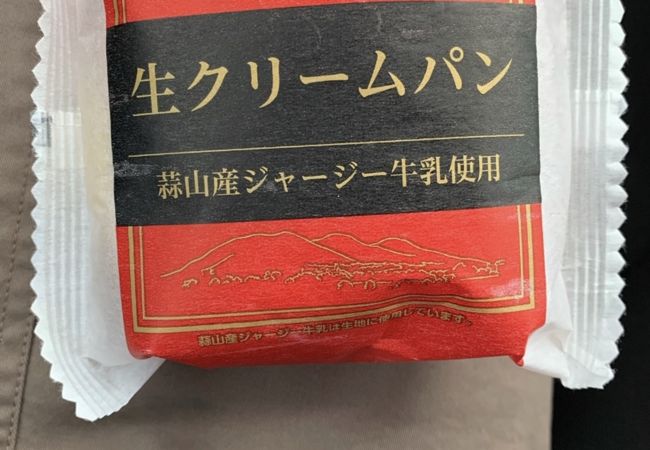 生クリームパン
蒜山産ジャージー牛乳使用
蒜山産ジャージー牛乳は生地に使用しています。